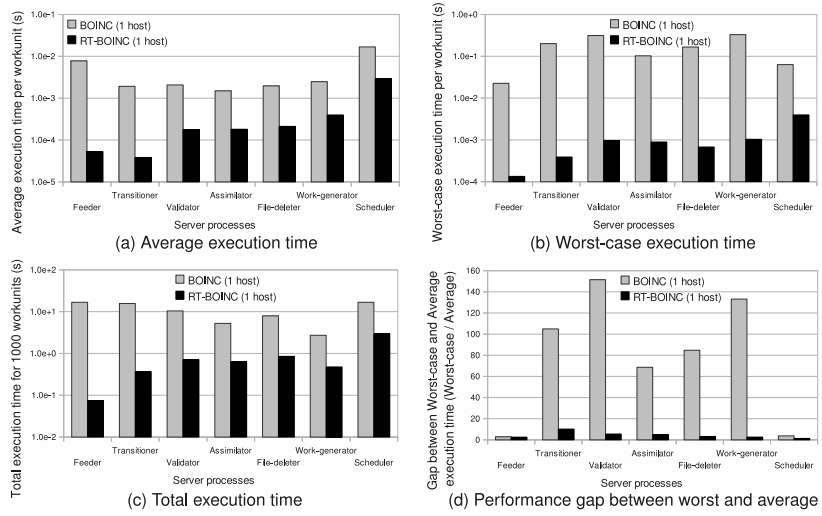 Average execution time per workunit (s)
1.0e-1
1.0e-2
1.0e-3
1.0e-4
1.0e-5
BOINC (1 host)
RT-BOINC (1 host)
Feeder
Transitioner
Validator
Assimilator
File-deleter
Work-generator
Scheduler
Server processes
(a) Average execution time
Worst-case execution time per workunit (s)
1.0e+0
1.0e-1
1.0e-2
1.0e-3
1.0e-4
BOINC (1 host)
RT-BOINC (1 host)
Feeder
Transitioner
Validator
Assimilator
File-deleter
Work-generator
Scheduler
Server processes
(b) Worst-case execution time
Total execution time for 1000 workunits (s)
1.0e+2
1.0e+1
1.0e+0
1.0e-1
1.0e-2
BOINC (1 host)
RT-BOINC (1 host)
Feeder
Transitioner
Validator
Assimilator
File-deleter
Work-generator
Scheduler
Server processes
(c) Total execution time
Gap between Worst-case and Average
execution time (Worst-case / Average)
160
140
120
100
80
60
40
20
0
BOINC (1 host)
RT-BOINC (1 host)
Feeder
Transitioner
Validator
Assimilator
File-deleter
Work-generator
Scheduler
Server processes
(d) Performance gap between worst and average